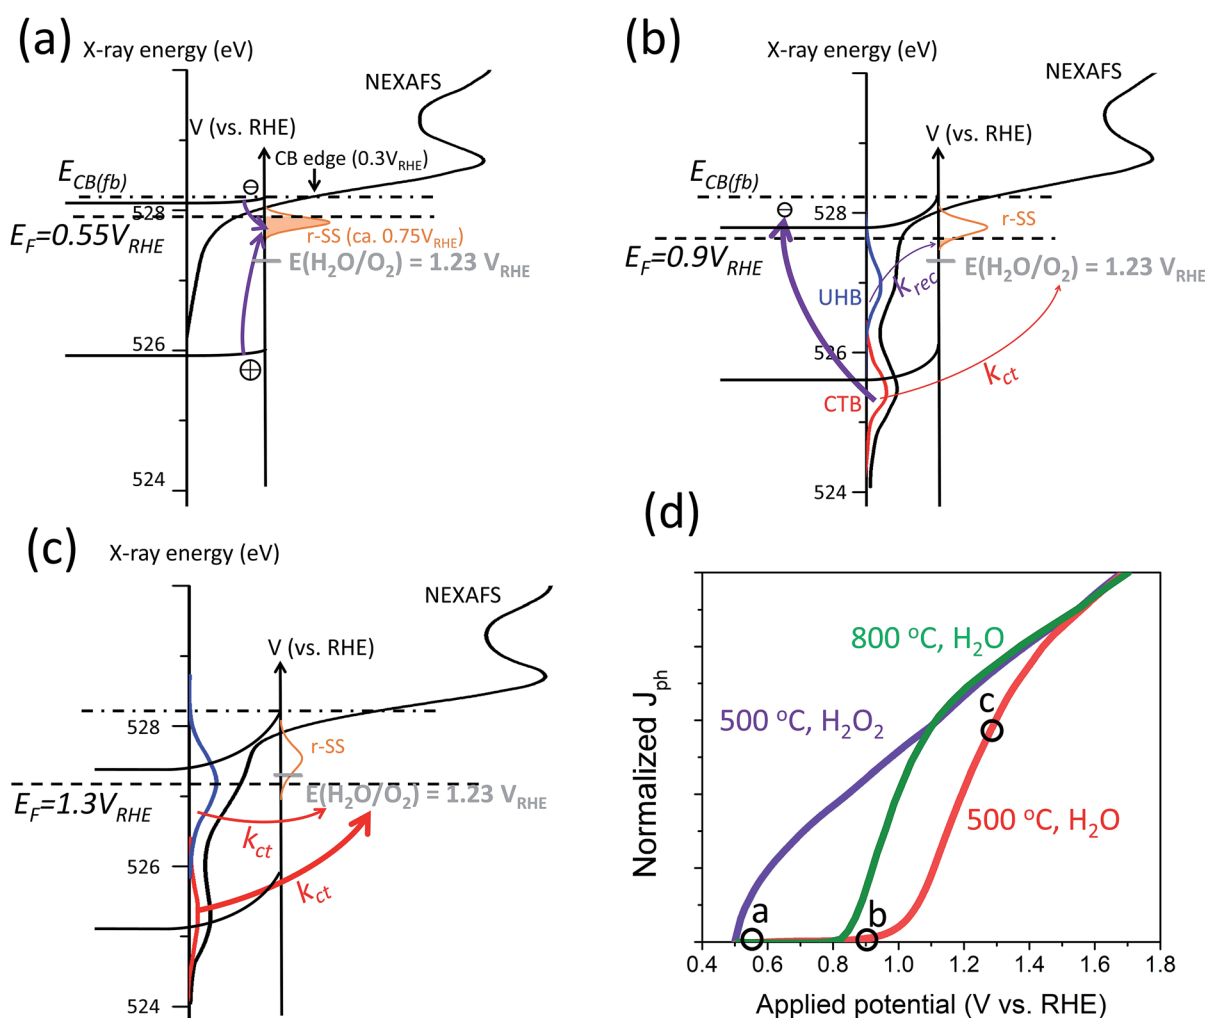 (a)
X-ray energy (eV)
NEXAFS
V (vs. RHE)
CB edge (0.3V_RHE)
E_CB(fb)
⊖
528
E_F=0.55V_RHE
r-SS (ca. 0.75V_RHE)
E(H₂O/O₂) = 1.23 V_RHE
526
⊕
524
(b)
X-ray energy (eV)
NEXAFS
V (vs. RHE)
E_CB(fb)
⊖
528
r-SS
E_F=0.9V_RHE
E(H₂O/O₂) = 1.23 V_RHE
UHB
k_rec
526
k_ct
CTB
524
(c)
X-ray energy (eV)
NEXAFS
V (vs. RHE)
528
r-SS
E_F=1.3V_RHE
E(H₂O/O₂) = 1.23 V_RHE
k_ct
526
k_ct
524
(d)
800 °C, H₂O
500 °C, H₂O₂
c
500 °C, H₂O
a
b
Normalized J_ph
0.4 0.6 0.8 1.0 1.2 1.4 1.6 1.8
Applied potential (V vs. RHE)